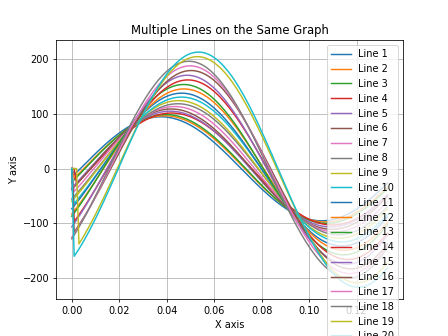 Multiple Lines on the Same Graph
200
100
0
−100
−200
Y axis
0.00
0.02
0.04
0.06
0.08
0.10
X axis
Line 1
Line 2
Line 3
Line 4
Line 5
Line 6
Line 7
Line 8
Line 9
Line 10
Line 11
Line 12
Line 13
Line 14
Line 15
Line 16
Line 17
Line 18
Line 19
Line 20